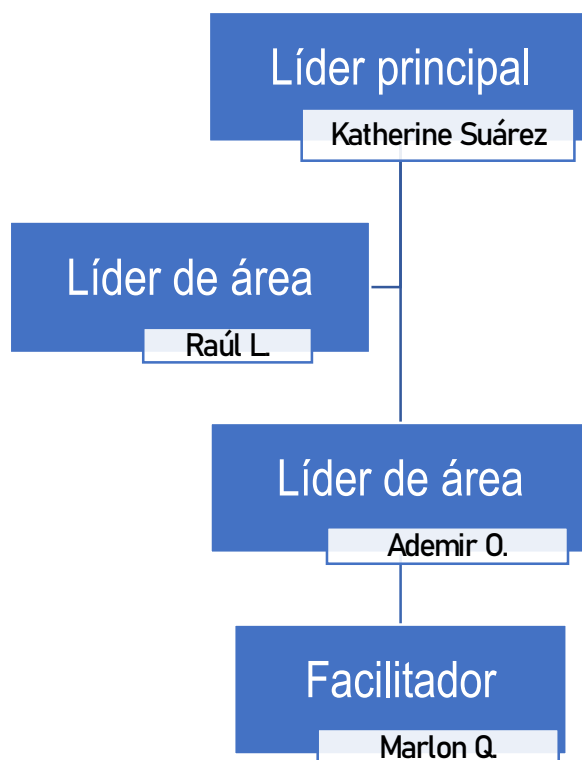 Líder principal
Katherine Suárez
Líder de área
Raúl L.
Líder de área
Ademir O.
Facilitador
Marlon Q.